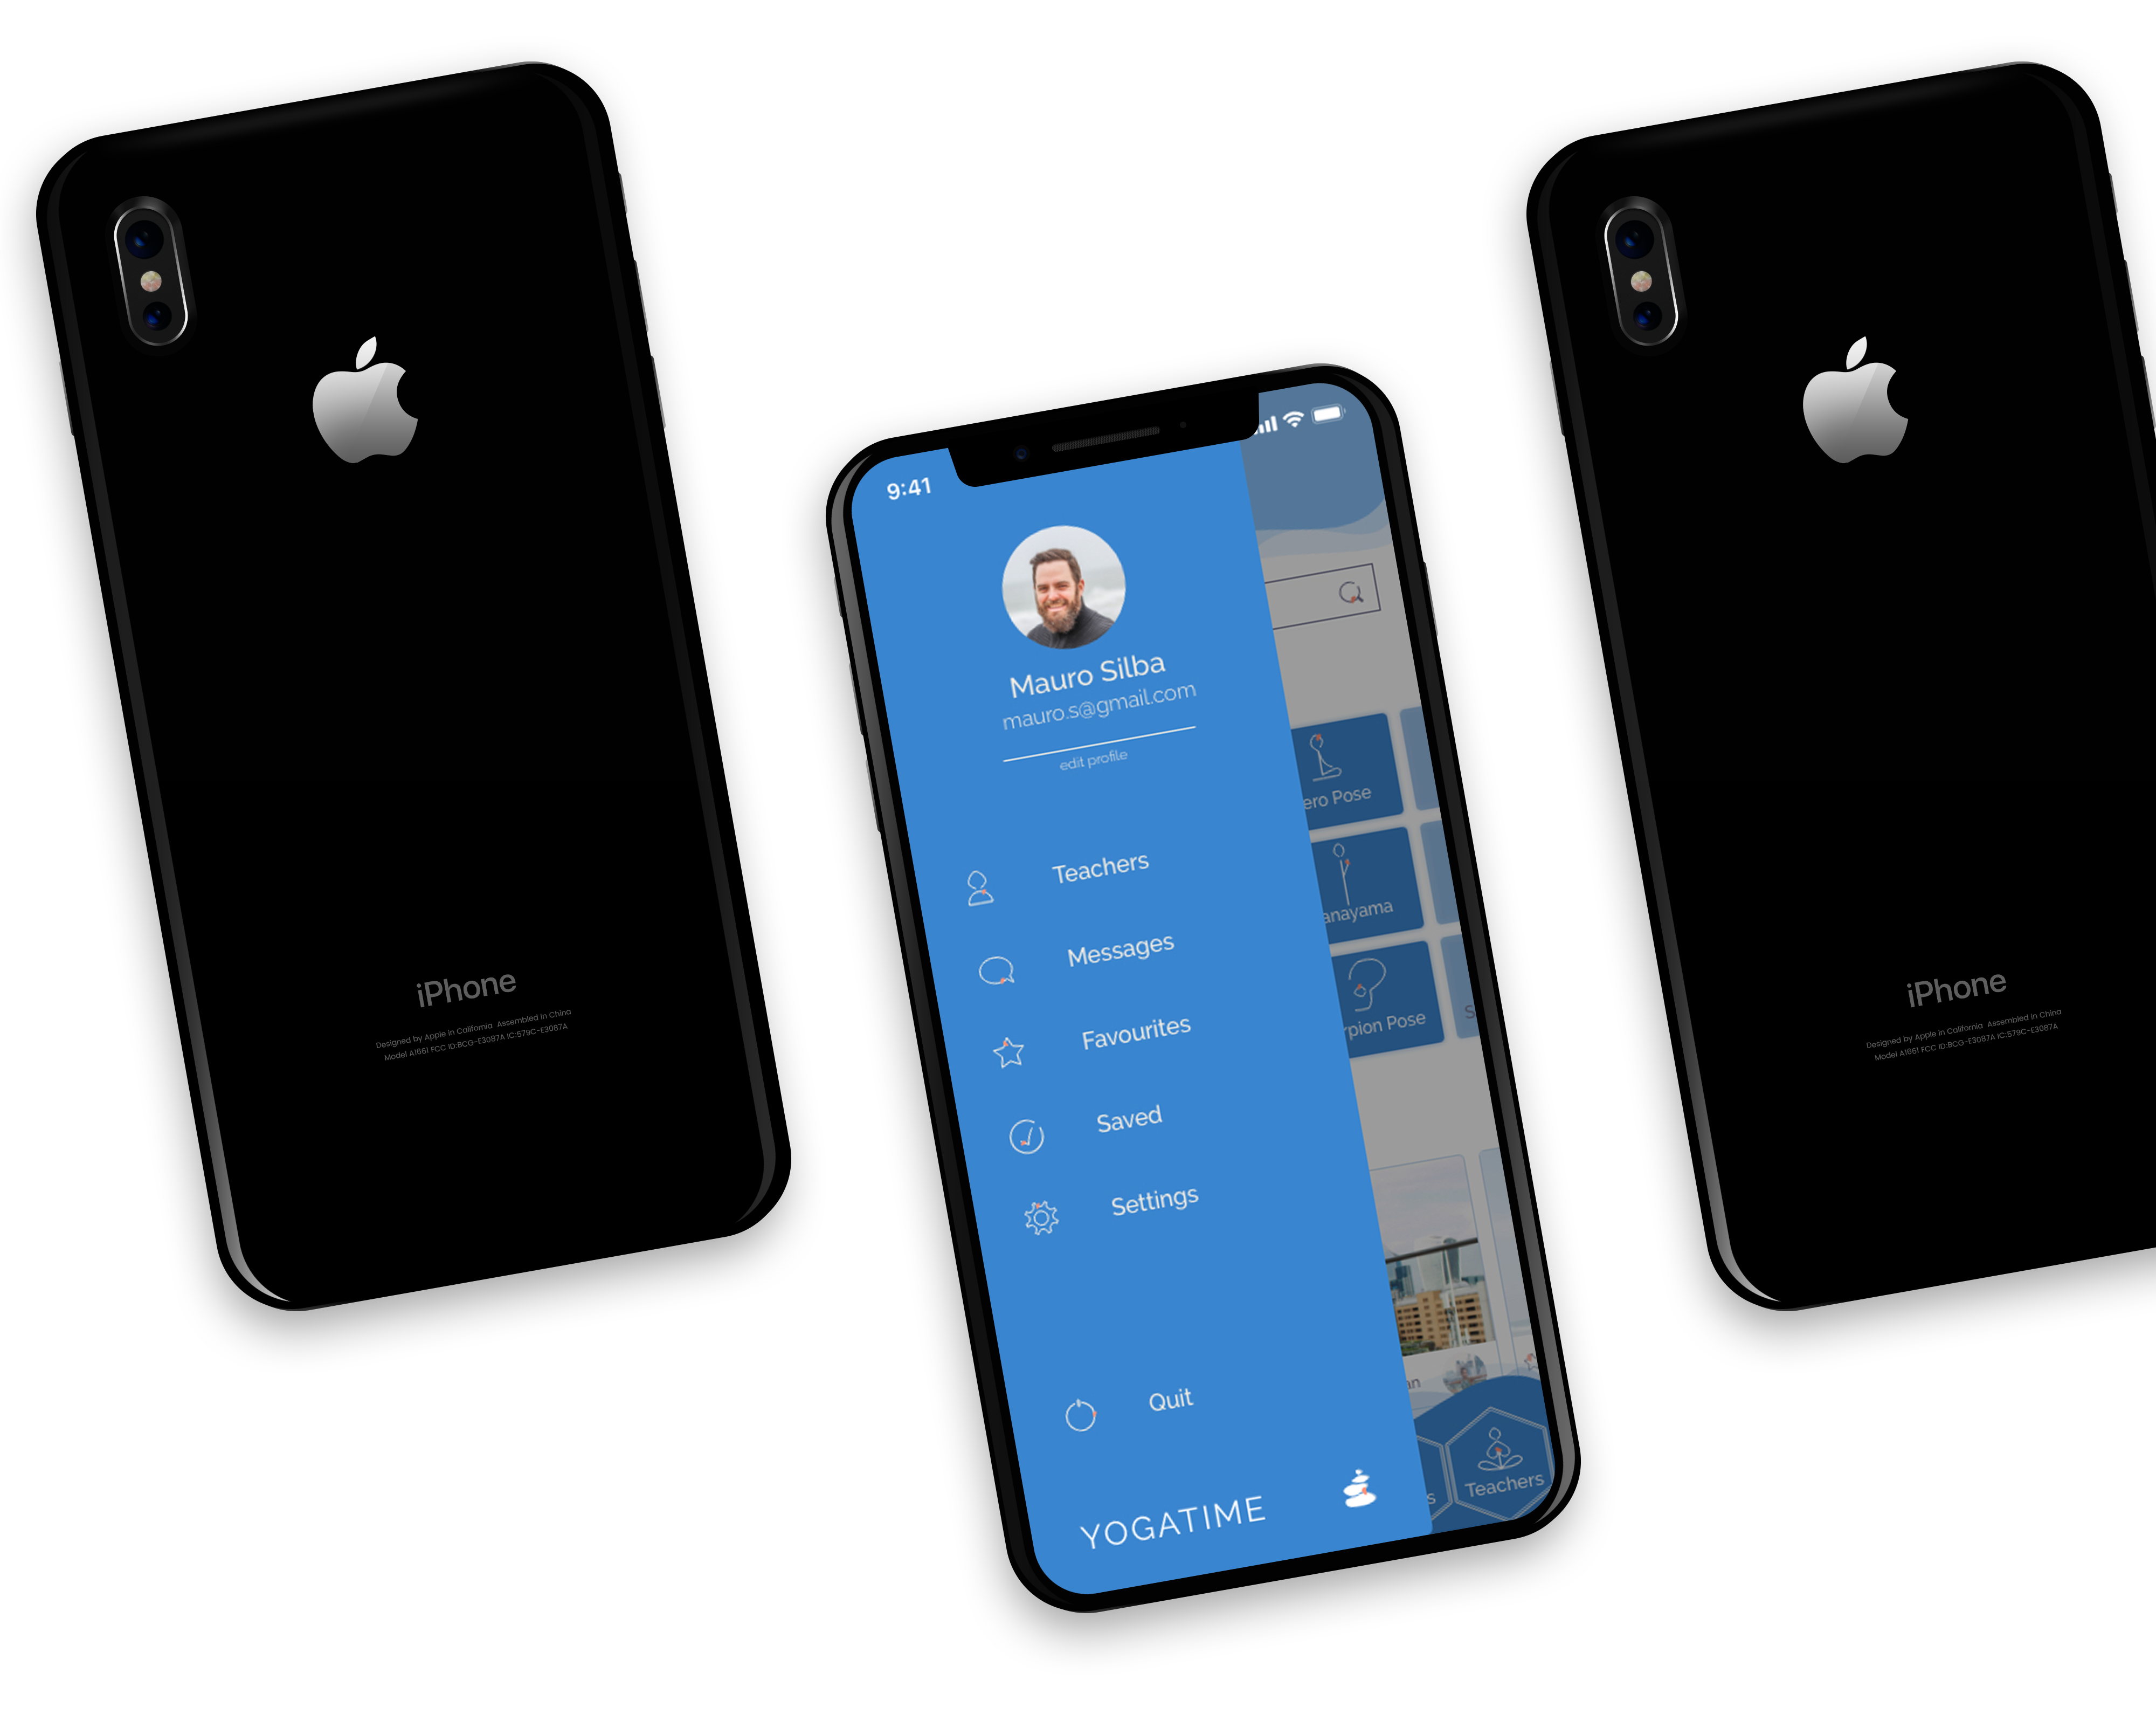 iPhone
Designed by Apple in California Assembled in China
Model A1661 FCC ID:BCG-E3087A IC:579C-E3087A
9:41
Mauro Silba
mauro.s@gmail.com
edit profile
Teachers
Messages
Favourites
Saved
Settings
Quit
YOGATIME
ero Pose
anayama
rpion Pose
S
an
s
Teachers
iPhone
Designed by Apple in California Assembled in China
Model A1661 FCC ID:BCG-E3087A IC:579C-E3087A